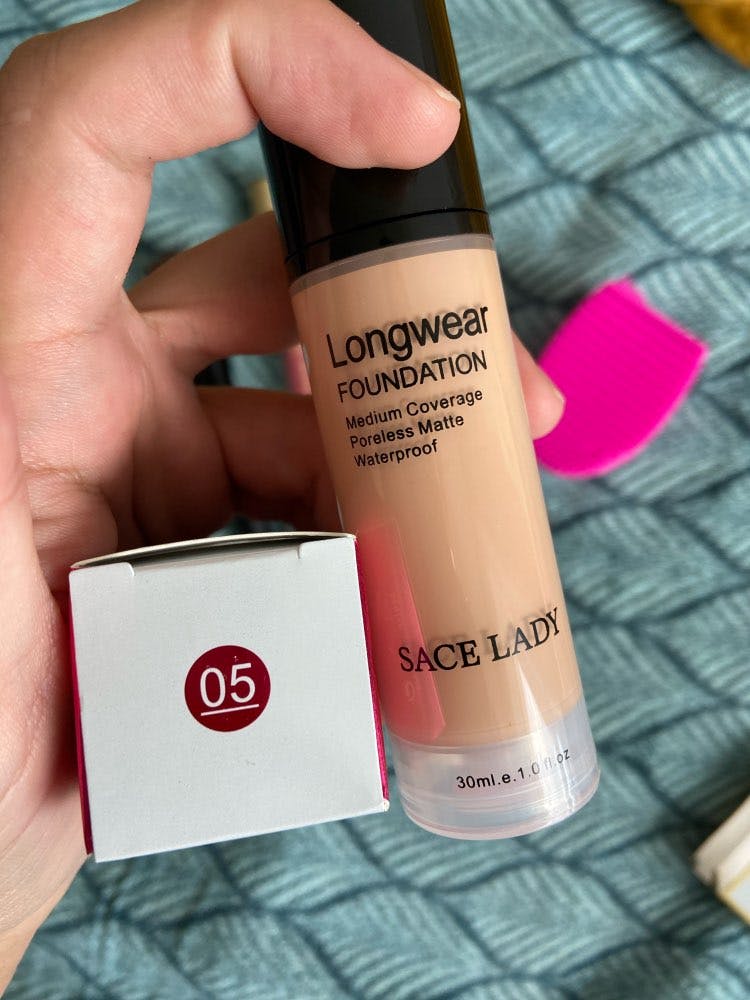 Longwear
FOUNDATION
Medium Coverage
Poreless Matte
Waterproof
SACE LADY
30ml.e.1.0 fl.oz
05